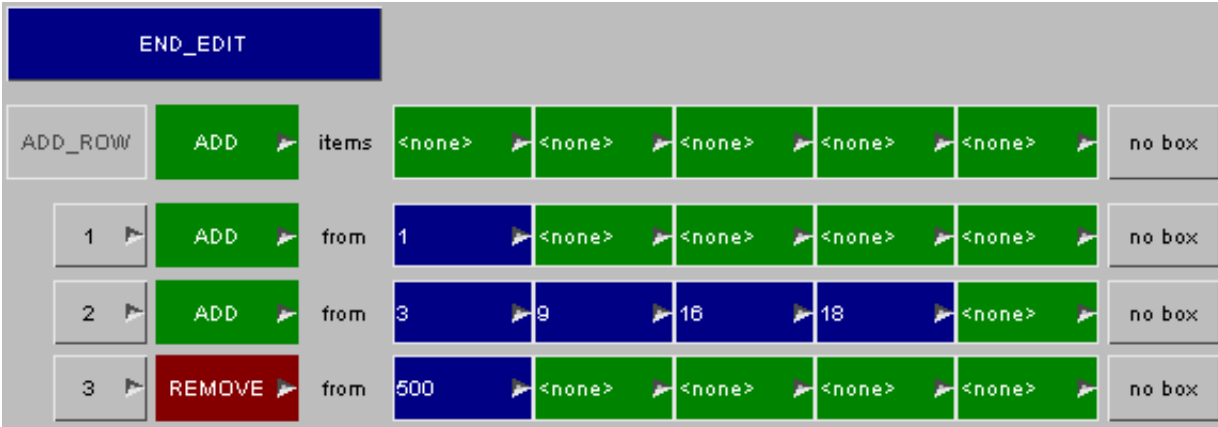 END_EDIT
ADD_ROW ADD items <none> <none> <none> <none> <none> no box
1 ADD from 1 <none> <none> <none> <none> no box
2 ADD from 3 9 16 18 <none> no box
3 REMOVE from 500 <none> <none> <none> <none> no box